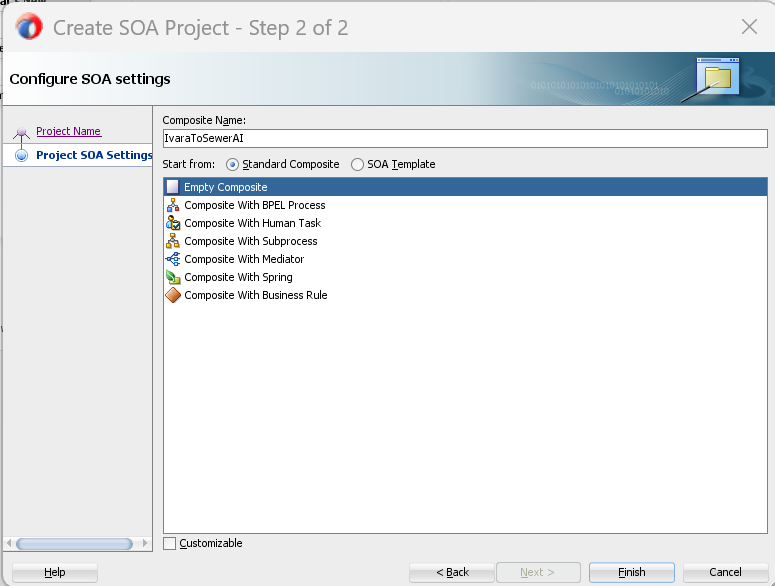 Create SOA Project - Step 2 of 2
Configure SOA settings
Project Name
Project SOA Settings
Composite Name:
IvaraToSewerAI
Start from: Standard Composite SOA Template
Empty Composite
Composite With BPEL Process
Composite With Human Task
Composite With Subprocess
Composite With Mediator
Composite With Spring
Composite With Business Rule
Customizable
Help
< Back
Next >
Finish
Cancel